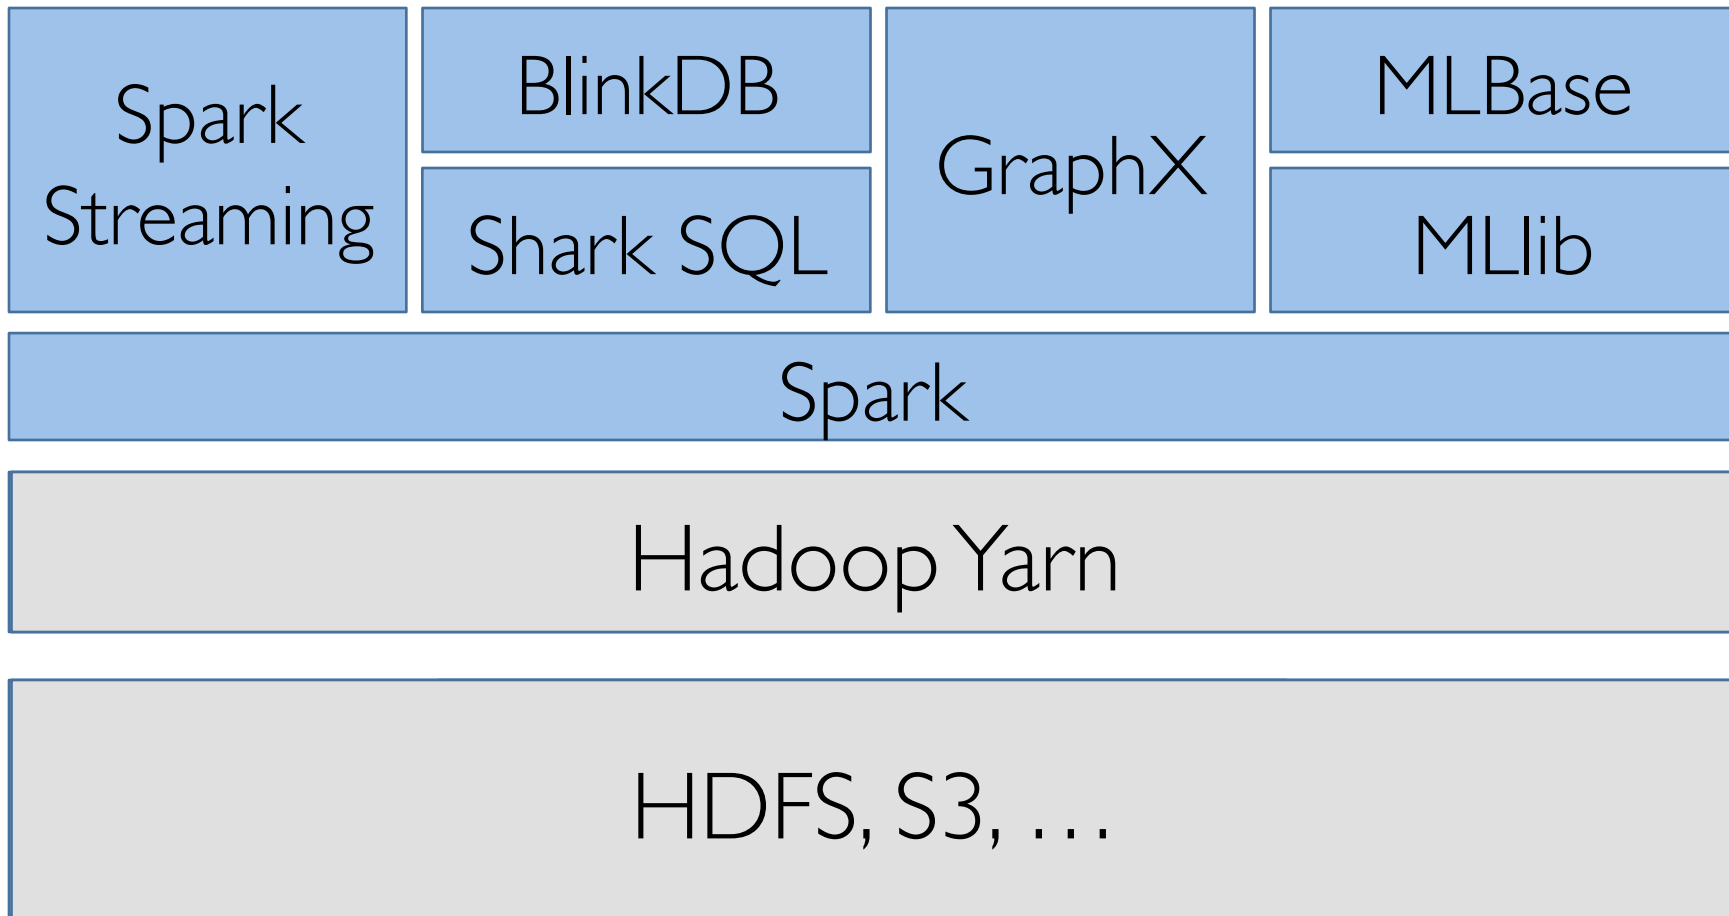 Spark
Streaming
BlinkDB
Shark SQL
GraphX
MLBase
MLlib
Spark
Hadoop Yarn
HDFS, S3, …